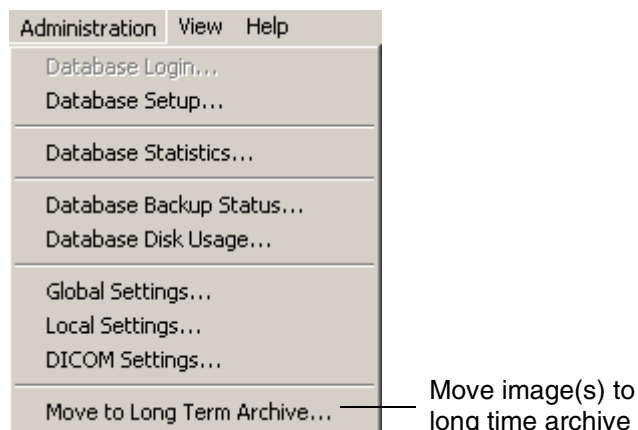 Administration View Help
Database Login...
Database Setup...
Database Statistics...
Database Backup Status...
Database Disk Usage...
Global Settings...
Local Settings...
DICOM Settings...
Move to Long Term Archive...
Move image(s) to
long time archive